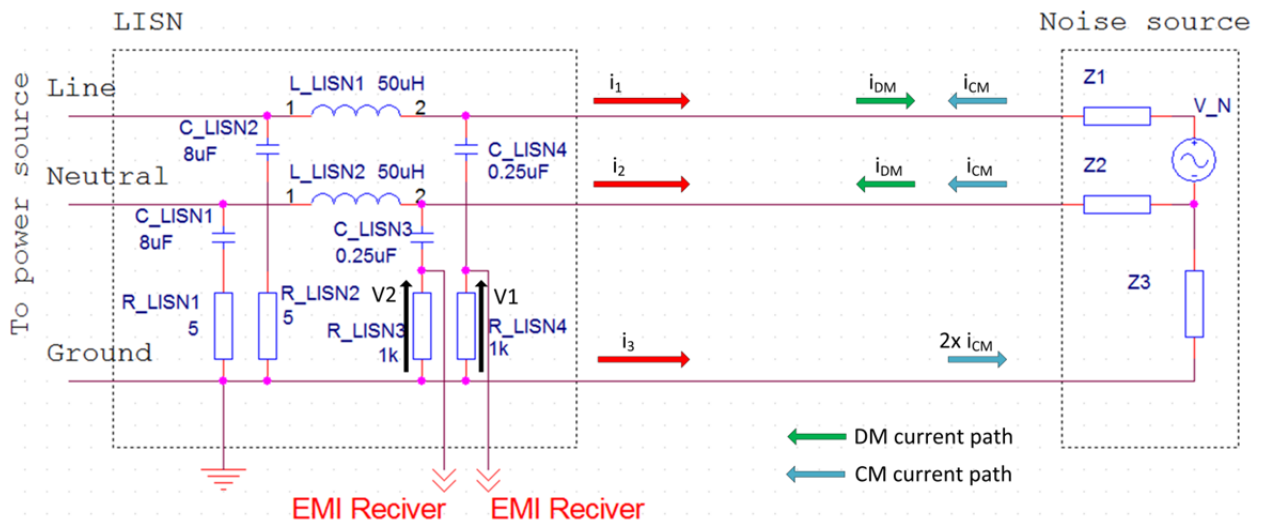 LISN
Noise source
To power source
Line
L_LISN1 50uH
1
2
i1
iDM
iCM
Z1
V_N
C_LISN2
8uF
C_LISN4
0.25uF
Neutral
L_LISN2 50uH
1
2
i2
iDM
iCM
Z2
C_LISN1
8uF
C_LISN3
0.25uF
R_LISN1
5
R_LISN2
5
V2
R_LISN3
1k
V1
R_LISN4
1k
Z3
Ground
i3
2x iCM
DM current path
CM current path
EMI Reciver
EMI Reciver